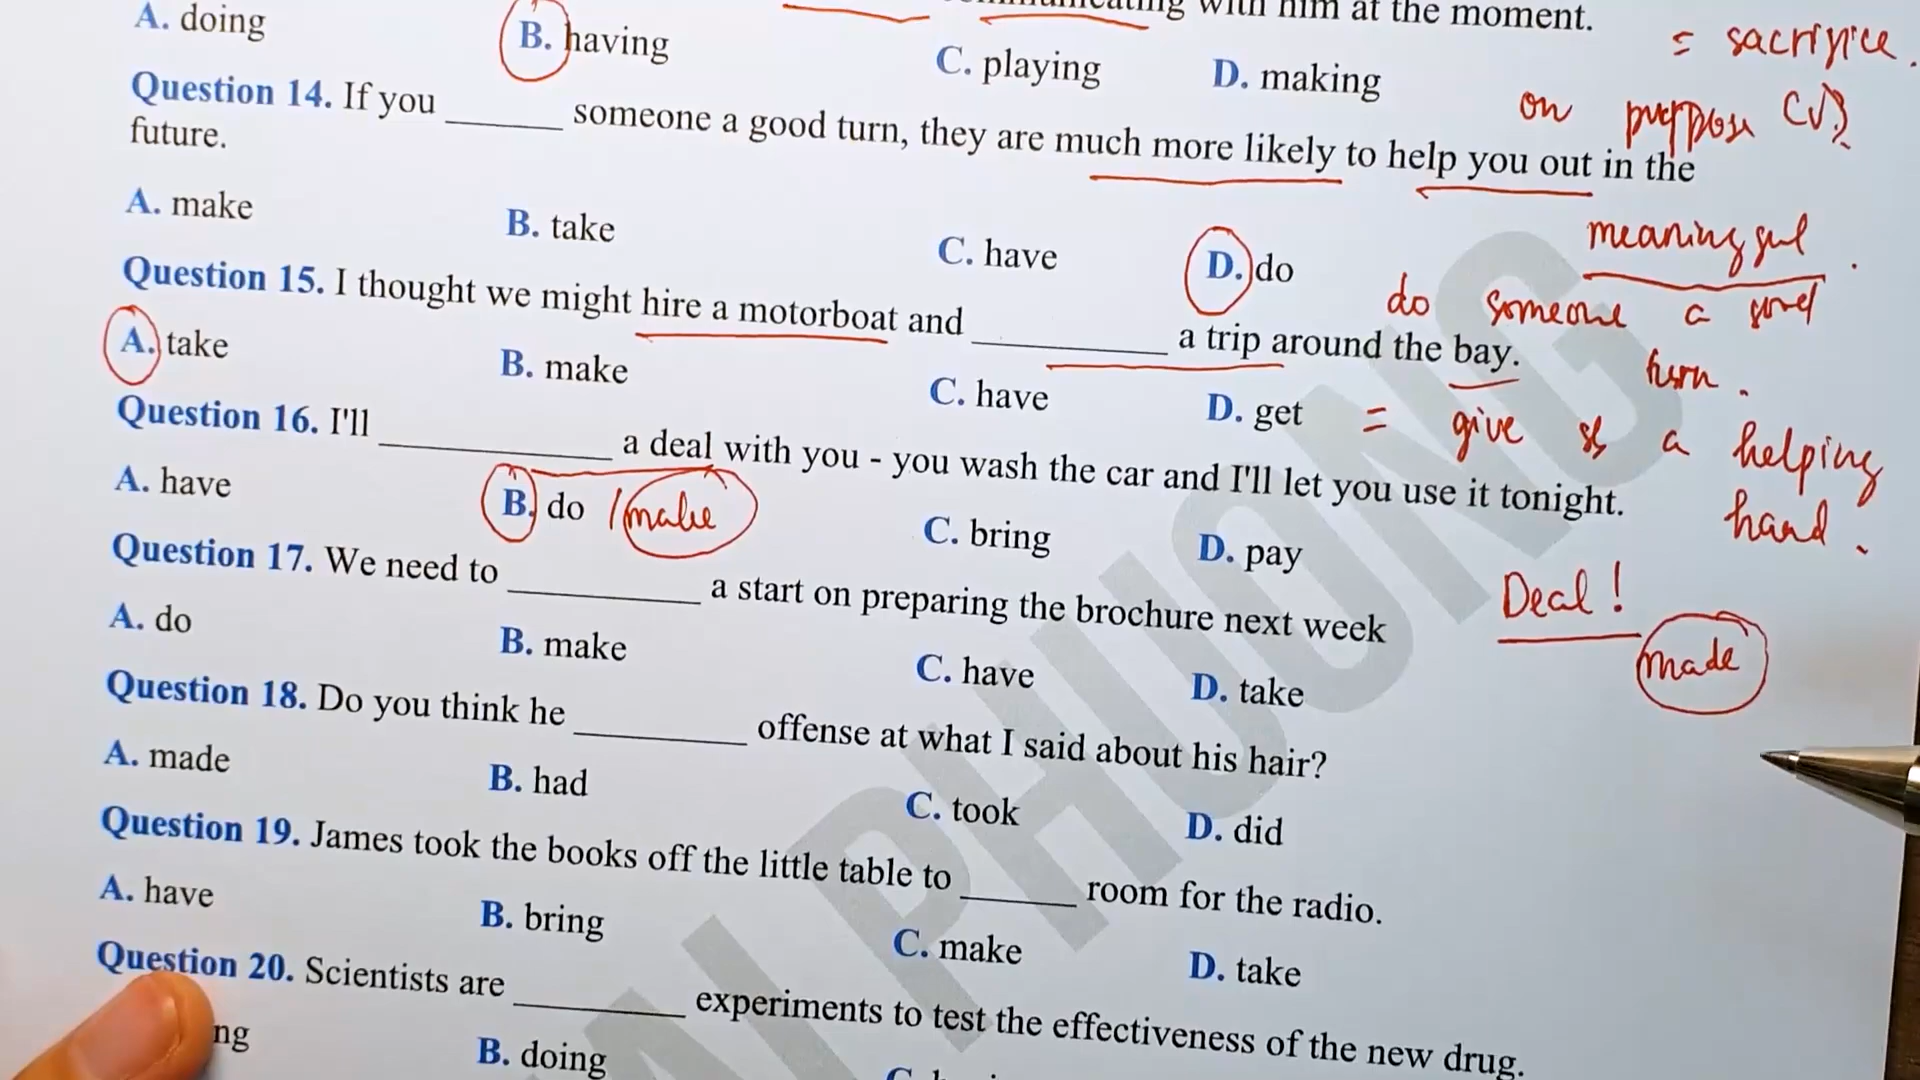 with him at the moment.
= sacrifice.
A. doing B. having C. playing D. making
on purpose (v)?
Question 14. If you ______ someone a good turn, they are much more likely to help you out in the
future.
meaningful.
A. make B. take C. have D. do
do someone a good
turn.
Question 15. I thought we might hire a motorboat and __________ a trip around the bay.
A. take B. make C. have D. get
= give sb a helping
hand.
Question 16. I'll ____________ a deal with you - you wash the car and I'll let you use it tonight.
A. have B. do / make C. bring D. pay
Deal!
made
Question 17. We need to __________ a start on preparing the brochure next week
A. do B. make C. have D. take
Question 18. Do you think he _________ offense at what I said about his hair?
A. made B. had C. took D. did
Question 19. James took the books off the little table to ______ room for the radio.
A. have B. bring C. make D. take
Question 20. Scientists are _________ experiments to test the effectiveness of the new drug.
ng B. doing C.
PHUONG